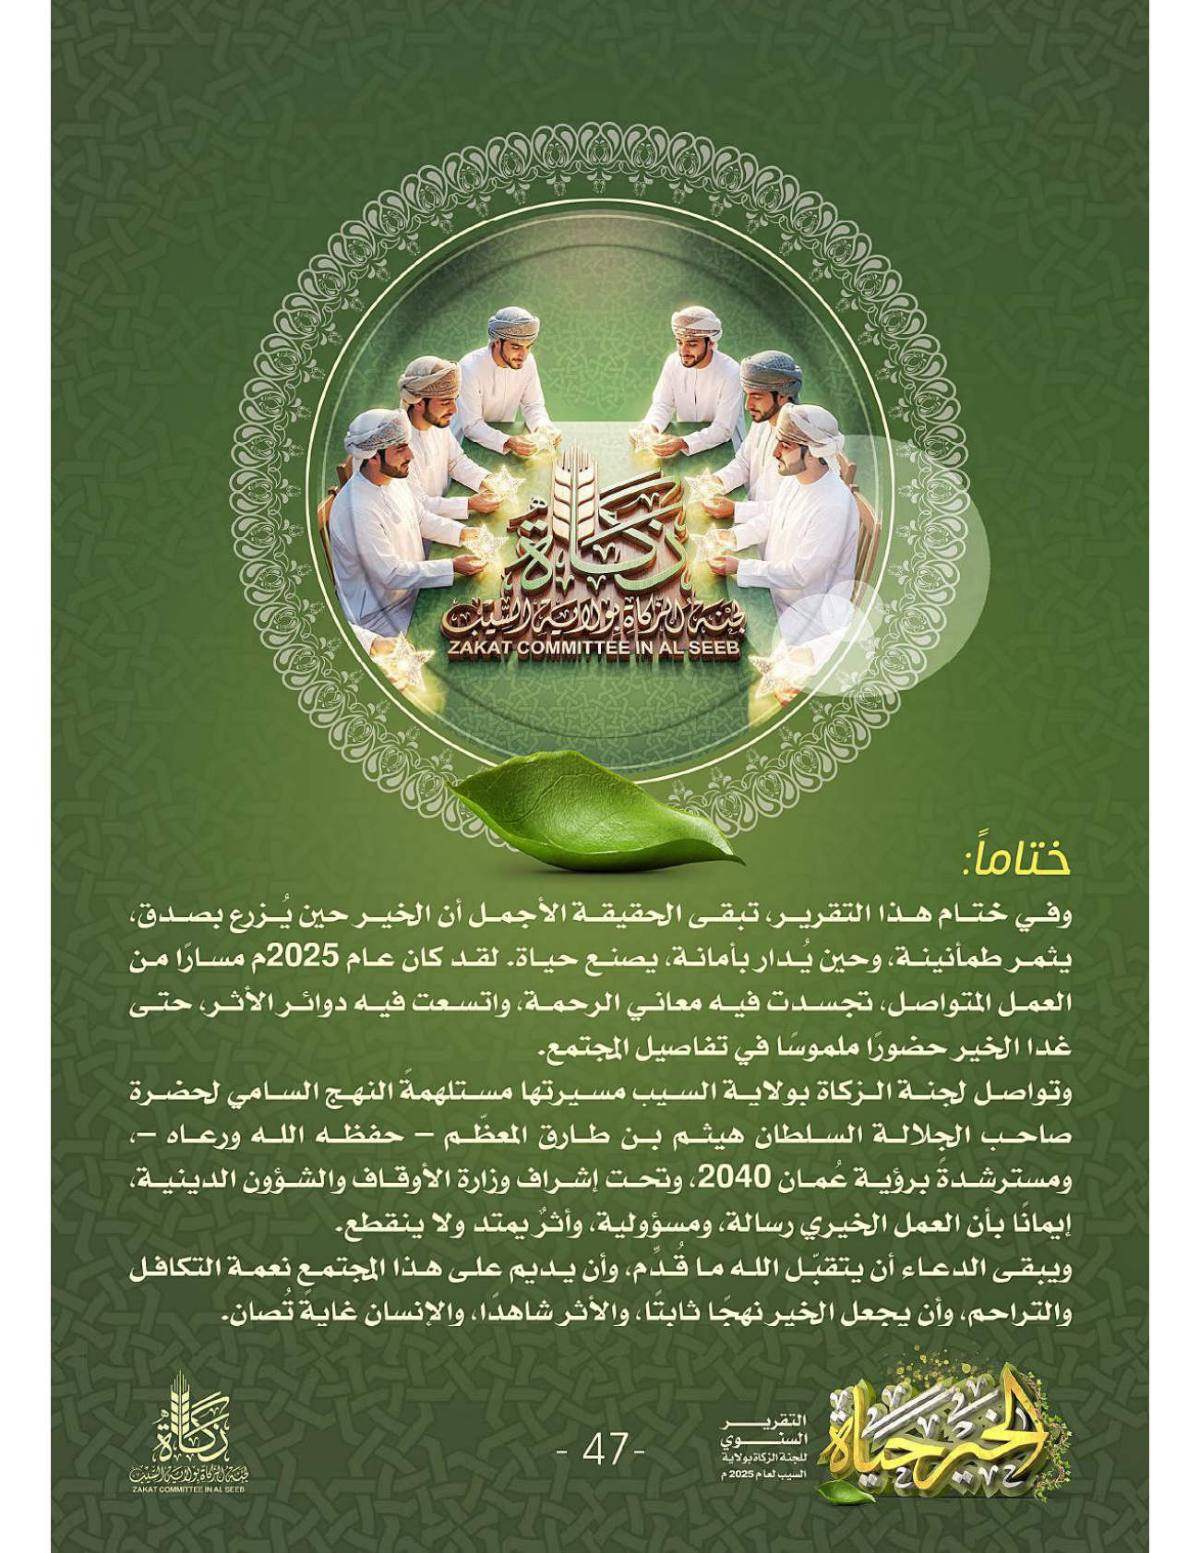 زكاة
لجنة الزكاة بولاية السيب
ZAKAT COMMITTEE IN AL SEEB
ختاماً:
وفي ختام هذا التقرير، تبقى الحقيقة الأجمل أن الخير حين يُزرع بصدق،
يثمر طمأنينة، وحين يُدار بأمانة، يصنع حياة. لقد كان عام 2025م مسارًا من
العمل المتواصل، تجسدت فيه معاني الرحمة، واتسعت فيه دوائر الأثر، حتى
غدا الخير حضورًا ملموسًا في تفاصيل المجتمع.
وتواصل لجنة الزكاة بولاية السيب مسيرتها مستلهمةً النهج السامي لحضرة
صاحب الجلالة السلطان هيثم بن طارق المعظّم – حفظه الله ورعاه –،
ومسترشدةً برؤية عُمان 2040، وتحت إشراف وزارة الأوقاف والشؤون الدينية،
إيمانًا بأن العمل الخيري رسالة، ومسؤولية، وأثرٌ يمتد ولا ينقطع.
ويبقى الدعاء أن يتقبّل الله ما قُدِّم، وأن يديم على هذا المجتمع نعمة التكافل
والتراحم، وأن يجعل الخير نهجًا ثابتًا، والأثر شاهدًا، والإنسان غايةً تُصان.
الخير حياة
التقرير
السنوي
للجنة الزكاة بولاية
السيب لعام 2025 م
- 47 -
زكاة
لجنة الزكاة بولاية السيب
ZAKAT COMMITTEE IN AL SEEB